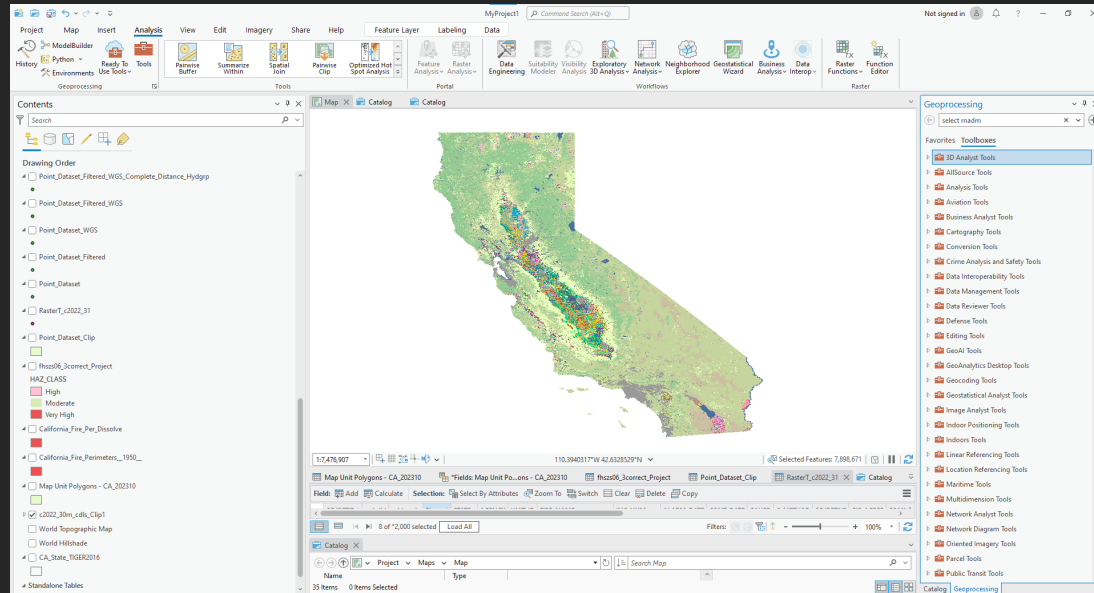 MyProject1
Command Search (Alt+Q)
Not signed in
Project Map Insert Analysis View Edit Imagery Share Help Feature Layer Labeling Data
History
ModelBuilder
Python
Environments
Ready To Use Tools
Tools
Pairwise Buffer
Summarize Within
Spatial Join
Pairwise Clip
Optimized Hot Spot Analysis
Feature Analysis
Raster Analysis
Data Engineering
Suitability Modeler
Visibility Analysis
Exploratory 3D Analysis
Network Analysis
Neighborhood Explorer
Geostatistical Wizard
Business Analysis
Data Interop
Raster Functions
Function Editor
Geoprocessing Tools Portal Workflows Raster
Contents
Search
Drawing Order
Point_Dataset_Filtered_WGS_Complete_Distance_Hydgrp
Point_Dataset_Filtered_WGS
Point_Dataset_WGS
Point_Dataset_Filtered
Point_Dataset
RasterT_c2022_31
Point_Dataset_Clip
fhszs06_3correct_Project
HAZ_CLASS
High
Moderate
Very High
California_Fire_Per_Dissolve
California_Fire_Perimeters__1950__
Map Unit Polygons - CA_202310
c2022_30m_cdls_Clip1
World Topographic Map
World Hillshade
CA_State_TIGER2016
Standalone Tables
Map Catalog Catalog
1:7,476,907
110.3940317°W 42.6328529°N
Selected Features: 7,898,671
Map Unit Polygons - CA_202310 *Fields: Map Unit Po...ons - CA_202310 fhszs06_3correct_Project Point_Dataset_Clip RasterT_c2022_31 Catalog
Field: Add Calculate Selection: Select By Attributes Zoom To Switch Clear Delete Copy
8 of *2,000 selected Load All Filters: 100%
Catalog
Project Maps Map Search Map
Name Type
35 Items 0 Items Selected
Geoprocessing
select rnadm
Favorites Toolboxes
3D Analyst Tools
AllSource Tools
Analysis Tools
Aviation Tools
Business Analyst Tools
Cartography Tools
Conversion Tools
Crime Analysis and Safety Tools
Data Interoperability Tools
Data Management Tools
Data Reviewer Tools
Defense Tools
Editing Tools
GeoAI Tools
GeoAnalytics Desktop Tools
Geocoding Tools
Geostatistical Analyst Tools
Image Analyst Tools
Indoor Positioning Tools
Indoors Tools
Linear Referencing Tools
Location Referencing Tools
Maritime Tools
Multidimension Tools
Network Analyst Tools
Network Diagram Tools
Oriented Imagery Tools
Parcel Tools
Public Transit Tools
Catalog Geoprocessing